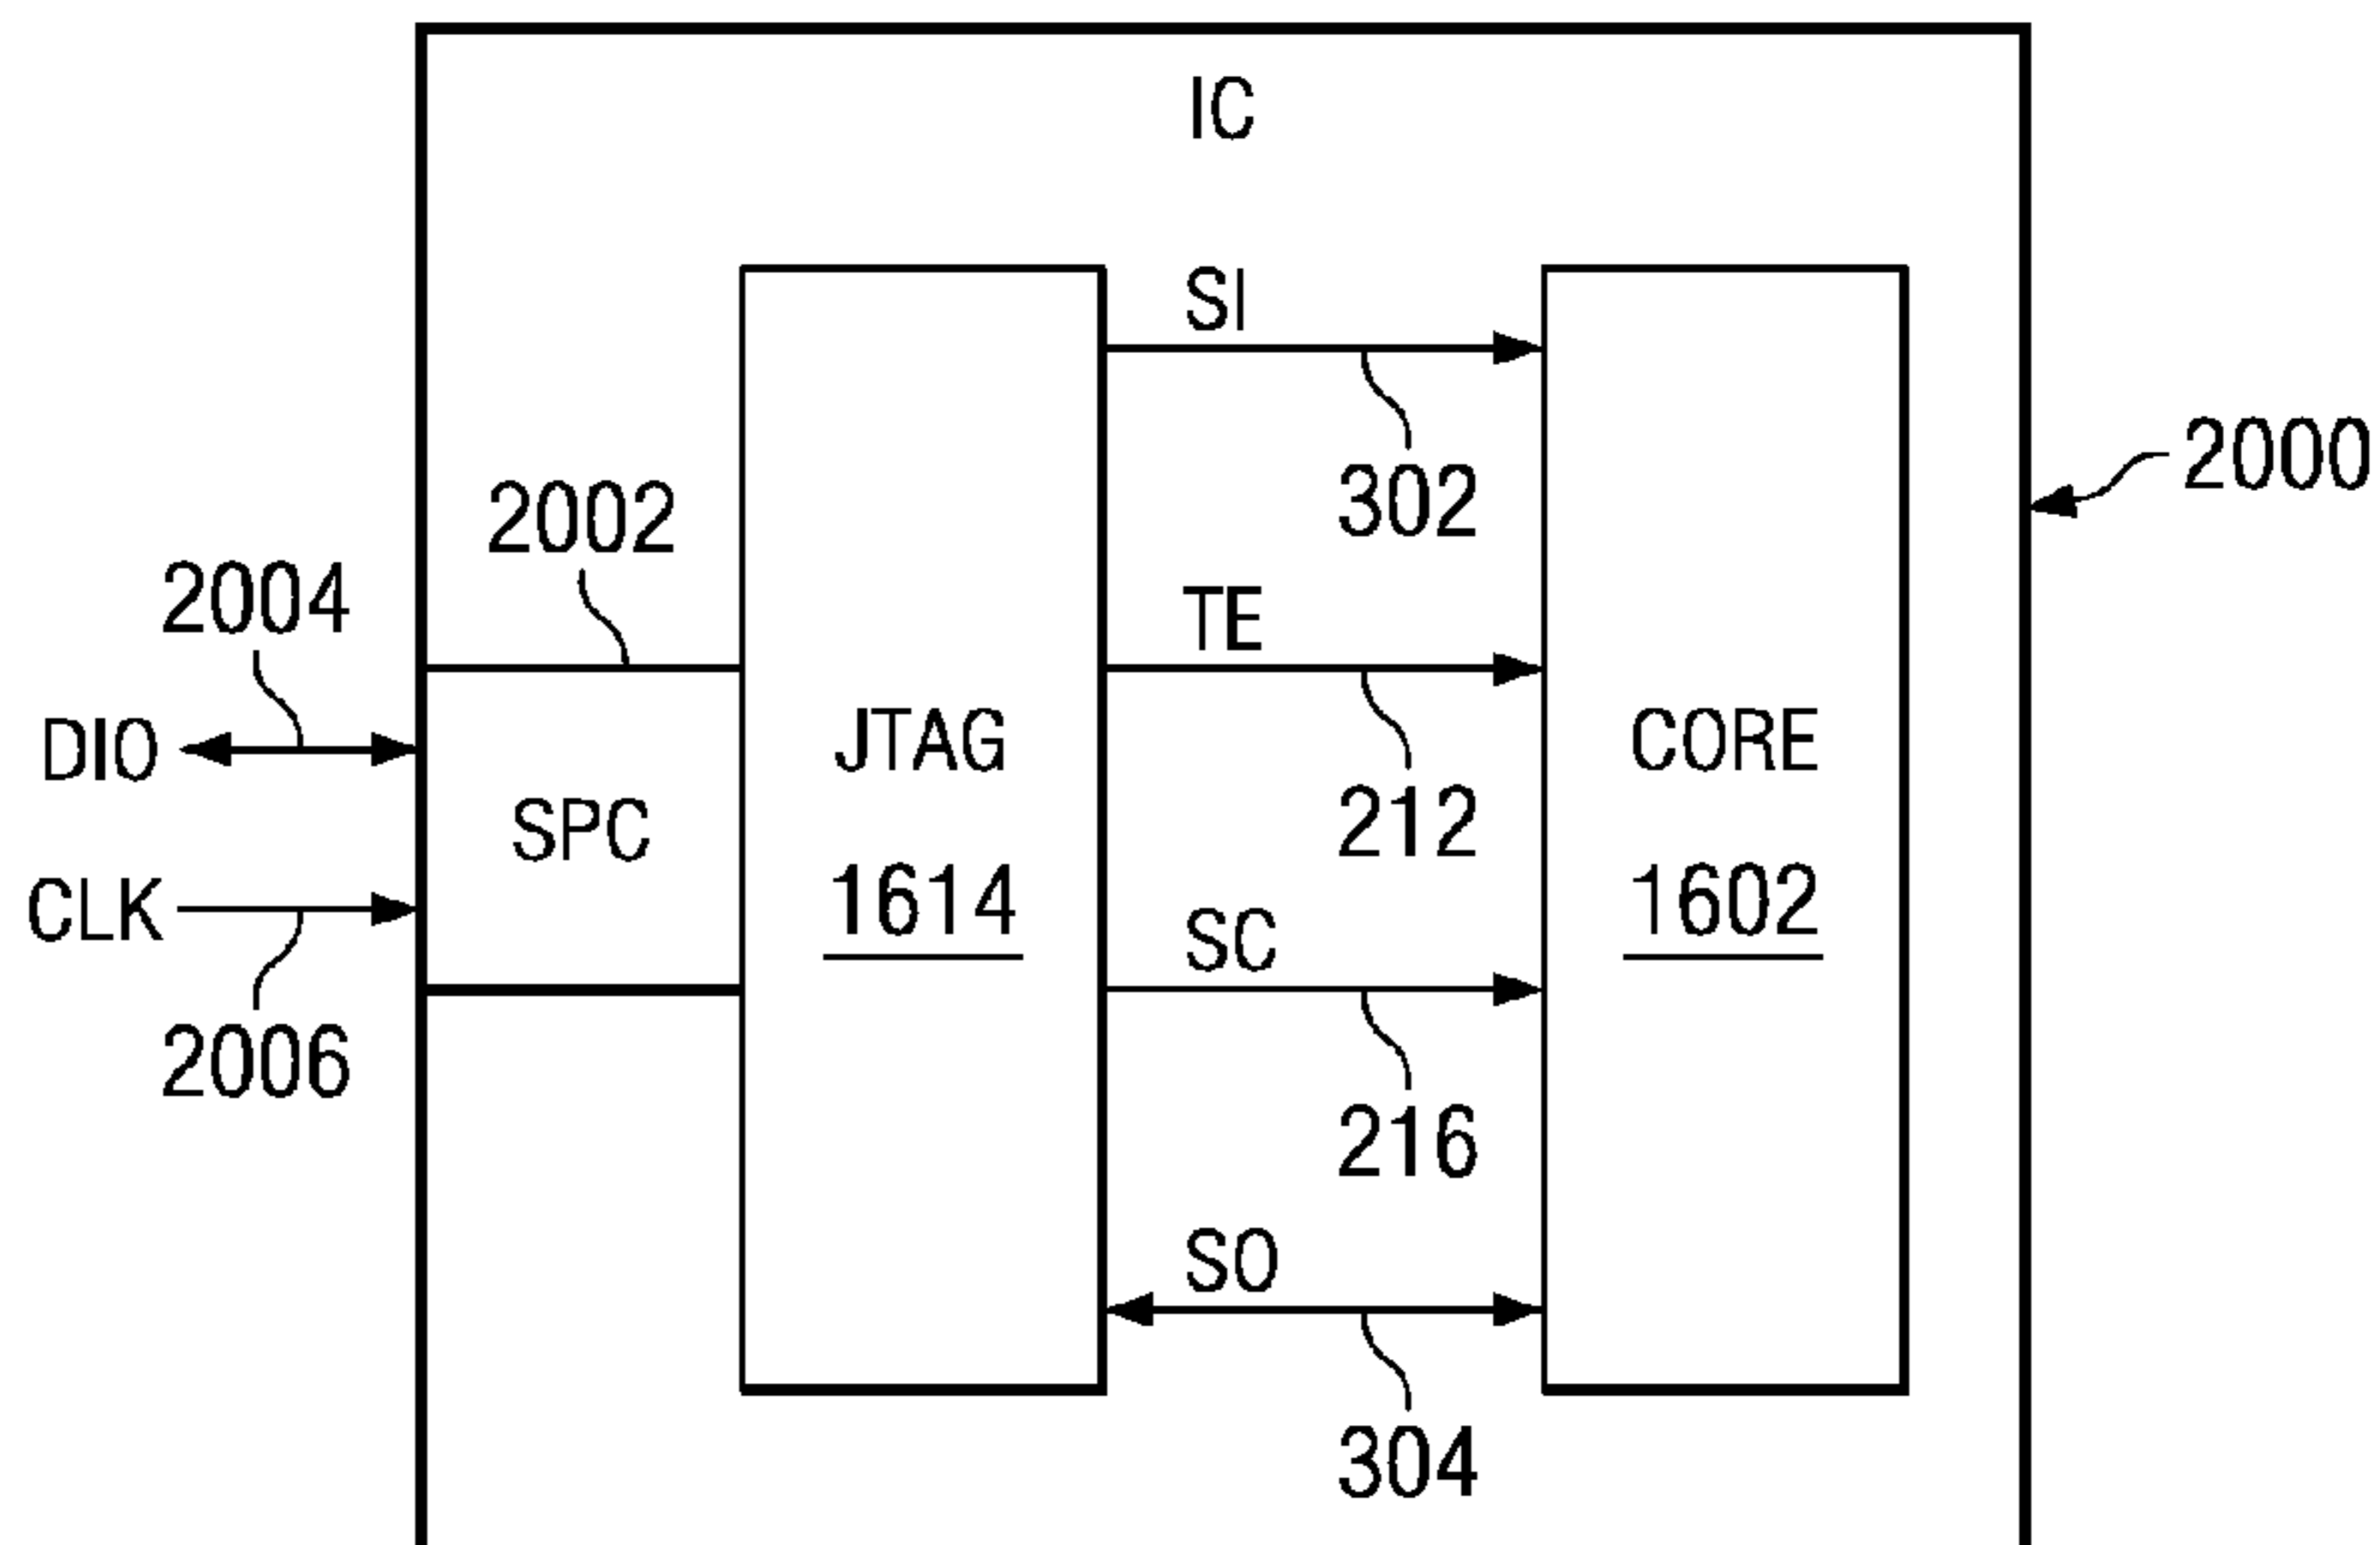 IC
SI
302
2000
2002
2004
TE
DIO
JTAG
CORE
212
SPC
CLK
1614
1602
SC
2006
216
SO
304